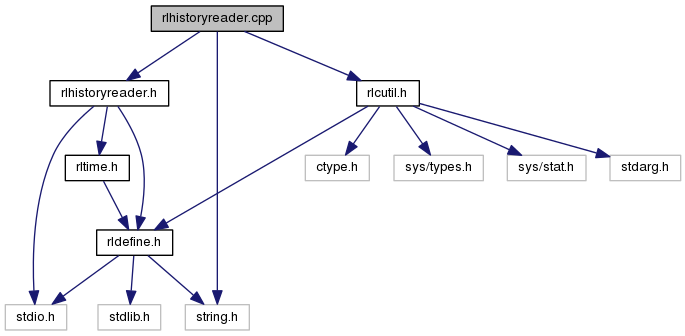 rlhistoryreader.cpp
rlhistoryreader.h
rlcutil.h
rltime.h
ctype.h
sys/types.h
sys/stat.h
stdarg.h
rldefine.h
stdio.h
stdlib.h
string.h